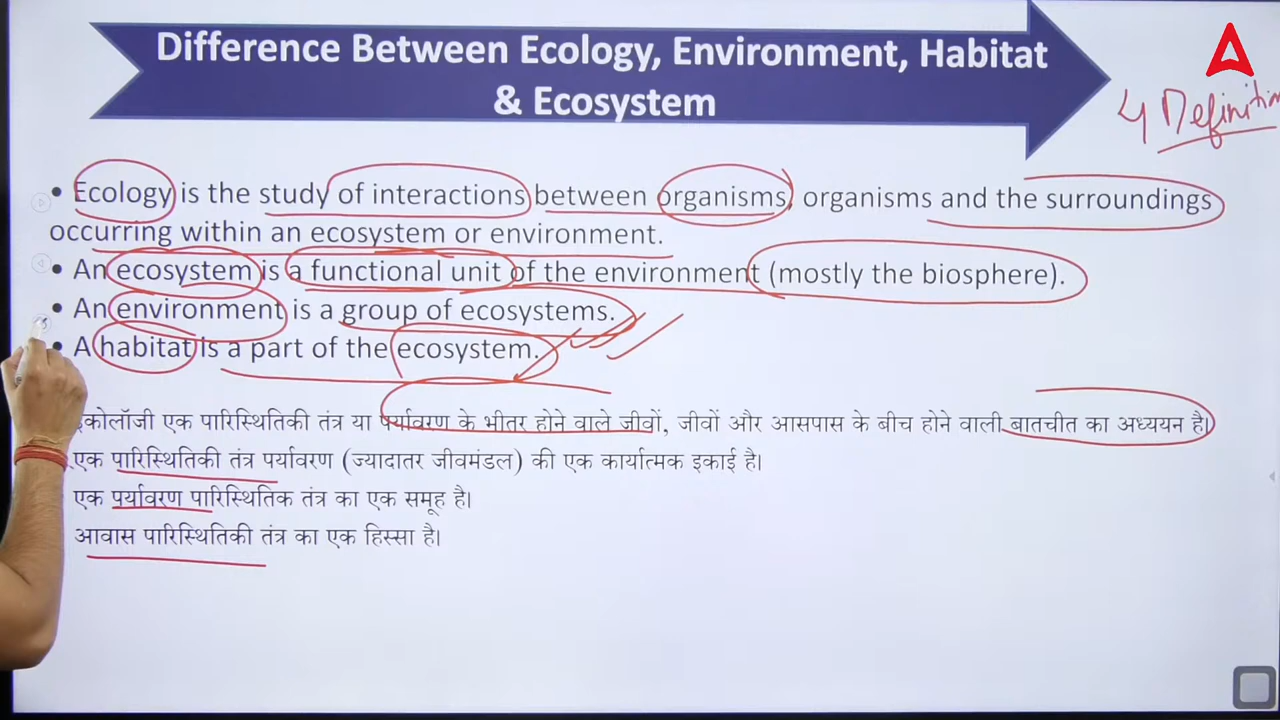 Difference Between Ecology, Environment, Habitat
& Ecosystem
4 Definition
• Ecology is the study of interactions between organisms, organisms and the surroundings
occurring within an ecosystem or environment.
• An ecosystem is a functional unit of the environment (mostly the biosphere).
• An environment is a group of ecosystems.
• A habitat is a part of the ecosystem.
इकोलॉजी एक पारिस्थितिकी तंत्र या पर्यावरण के भीतर होने वाले जीवों, जीवों और आसपास के बीच होने वाली बातचीत का अध्ययन है।
एक पारिस्थितिकी तंत्र पर्यावरण (ज्यादातर जीवमंडल) की एक कार्यात्मक इकाई है।
एक पर्यावरण पारिस्थितिक तंत्र का एक समूह है।
आवास पारिस्थितिकी तंत्र का एक हिस्सा है।